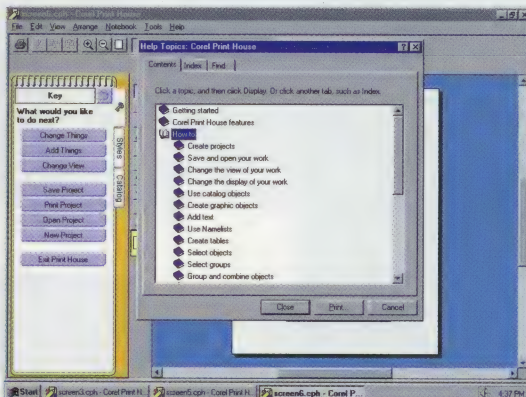 screen6.cph - Corel Print House
File Edit View Arrange Notebook Tools Help
Help Topics: Corel Print House
Contents Index Find
Click a topic, and then click Display. Or click another tab, such as Index.
Getting started
Corel Print House features
How to
Create projects
Save and open your work
Change the view of your work
Change the display of your work
Use catalog objects
Create graphic objects
Add text
Use Namelists
Create tables
Select objects
Select groups
Group and combine objects
Close Print... Cancel
Key
What would you like
to do next?
Change Things
Add Things
Change View
Save Project
Print Project
Open Project
New Project
Exit Print House
Styles
Catalog
Start screen3.cph - Corel Print H... screen5.cph - Corel Print H... screen6.cph - Corel P... 4:37 PM